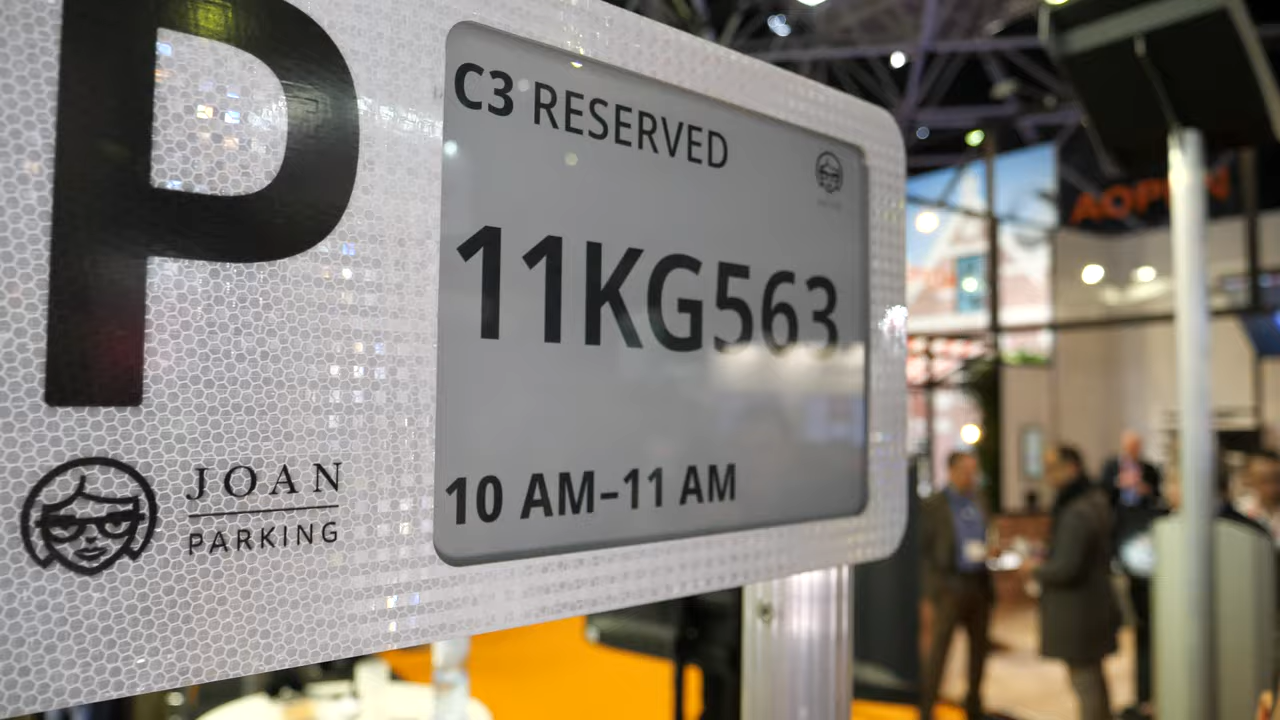 P
C3 RESERVED
11KG563
10 AM–11 AM
JOAN
PARKING